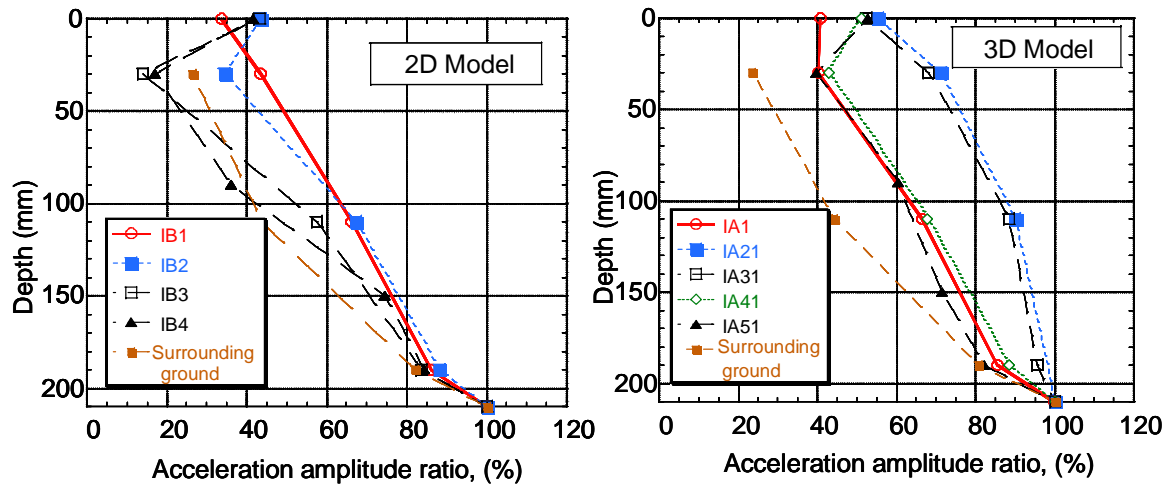 2D Model
0
50
100
150
200
Depth (mm)
IB1
IB2
IB3
IB4
Surrounding
ground
0 20 40 60 80 100 120
Acceleration amplitude ratio, (%)
3D Model
0
50
100
150
200
Depth (mm)
IA1
IA21
IA31
IA41
IA51
Surrounding
ground
0 20 40 60 80 100 120
Acceleration amplitude ratio, (%)